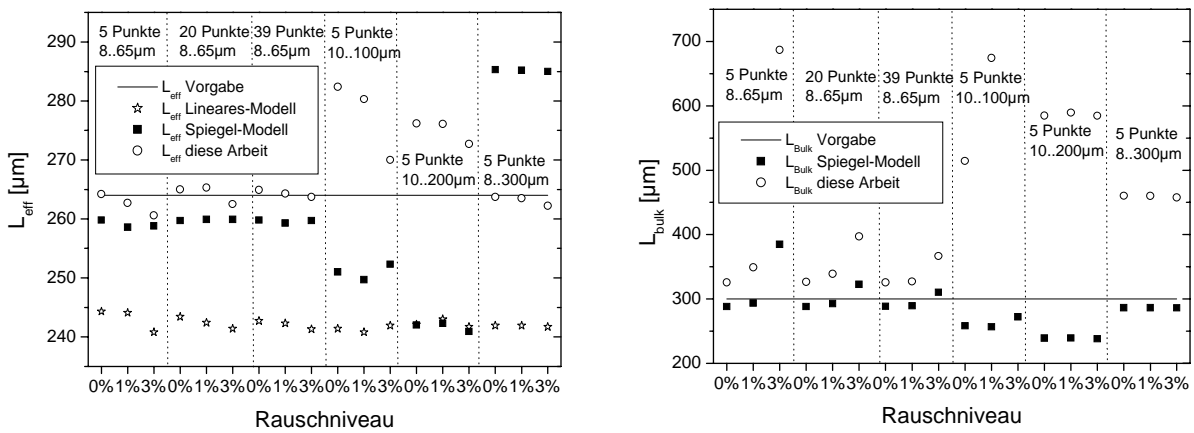 5 Punkte
8..65µm
20 Punkte
8..65µm
39 Punkte
8..65µm
5 Punkte
10..100µm
5 Punkte
10..200µm
5 Punkte
8..300µm
L_eff Vorgabe
L_eff Lineares-Modell
L_eff Spiegel-Modell
L_eff diese Arbeit
290
280
270
260
250
240
L_eff [µm]
0% 1% 3% 0% 1% 3% 0% 1% 3% 0% 1% 3% 0% 1% 3% 0% 1% 3%
Rauschniveau
5 Punkte
8..65µm
20 Punkte
8..65µm
39 Punkte
8..65µm
5 Punkte
10..100µm
5 Punkte
10..200µm
5 Punkte
8..300µm
L_Bulk Vorgabe
L_Bulk Spiegel-Modell
L_Bulk diese Arbeit
700
600
500
400
300
200
L_bulk [µm]
0% 1% 3% 0% 1% 3% 0% 1% 3% 0% 1% 3% 0% 1% 3% 0% 1% 3%
Rauschniveau